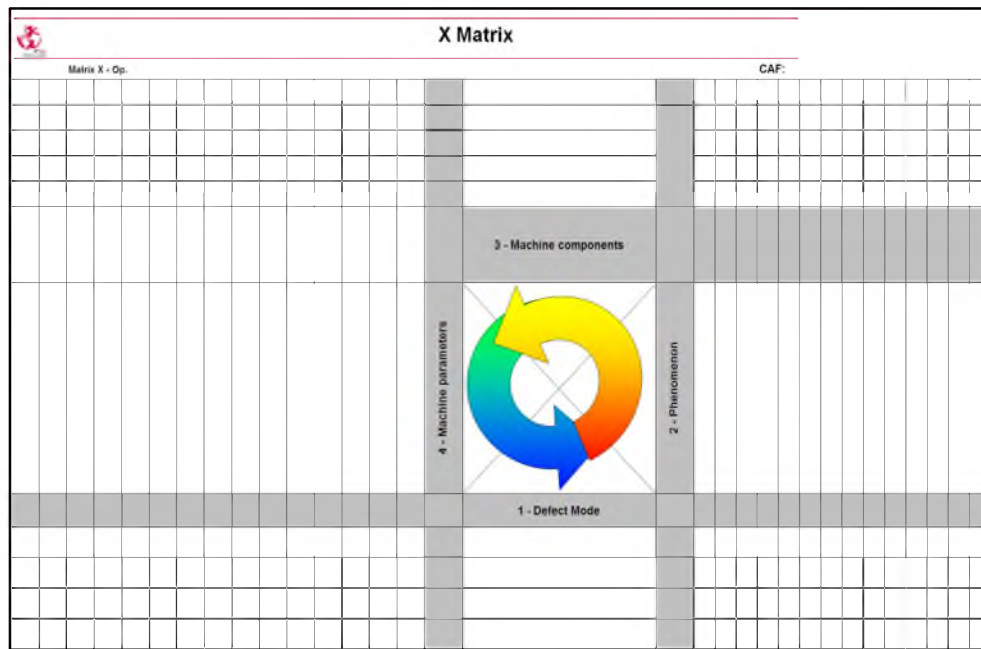 X Matrix
Matrix X - Op.
CAF:
3 - Machine components
4 - Machine parameters
2 - Phenomenon
1 - Defect Mode